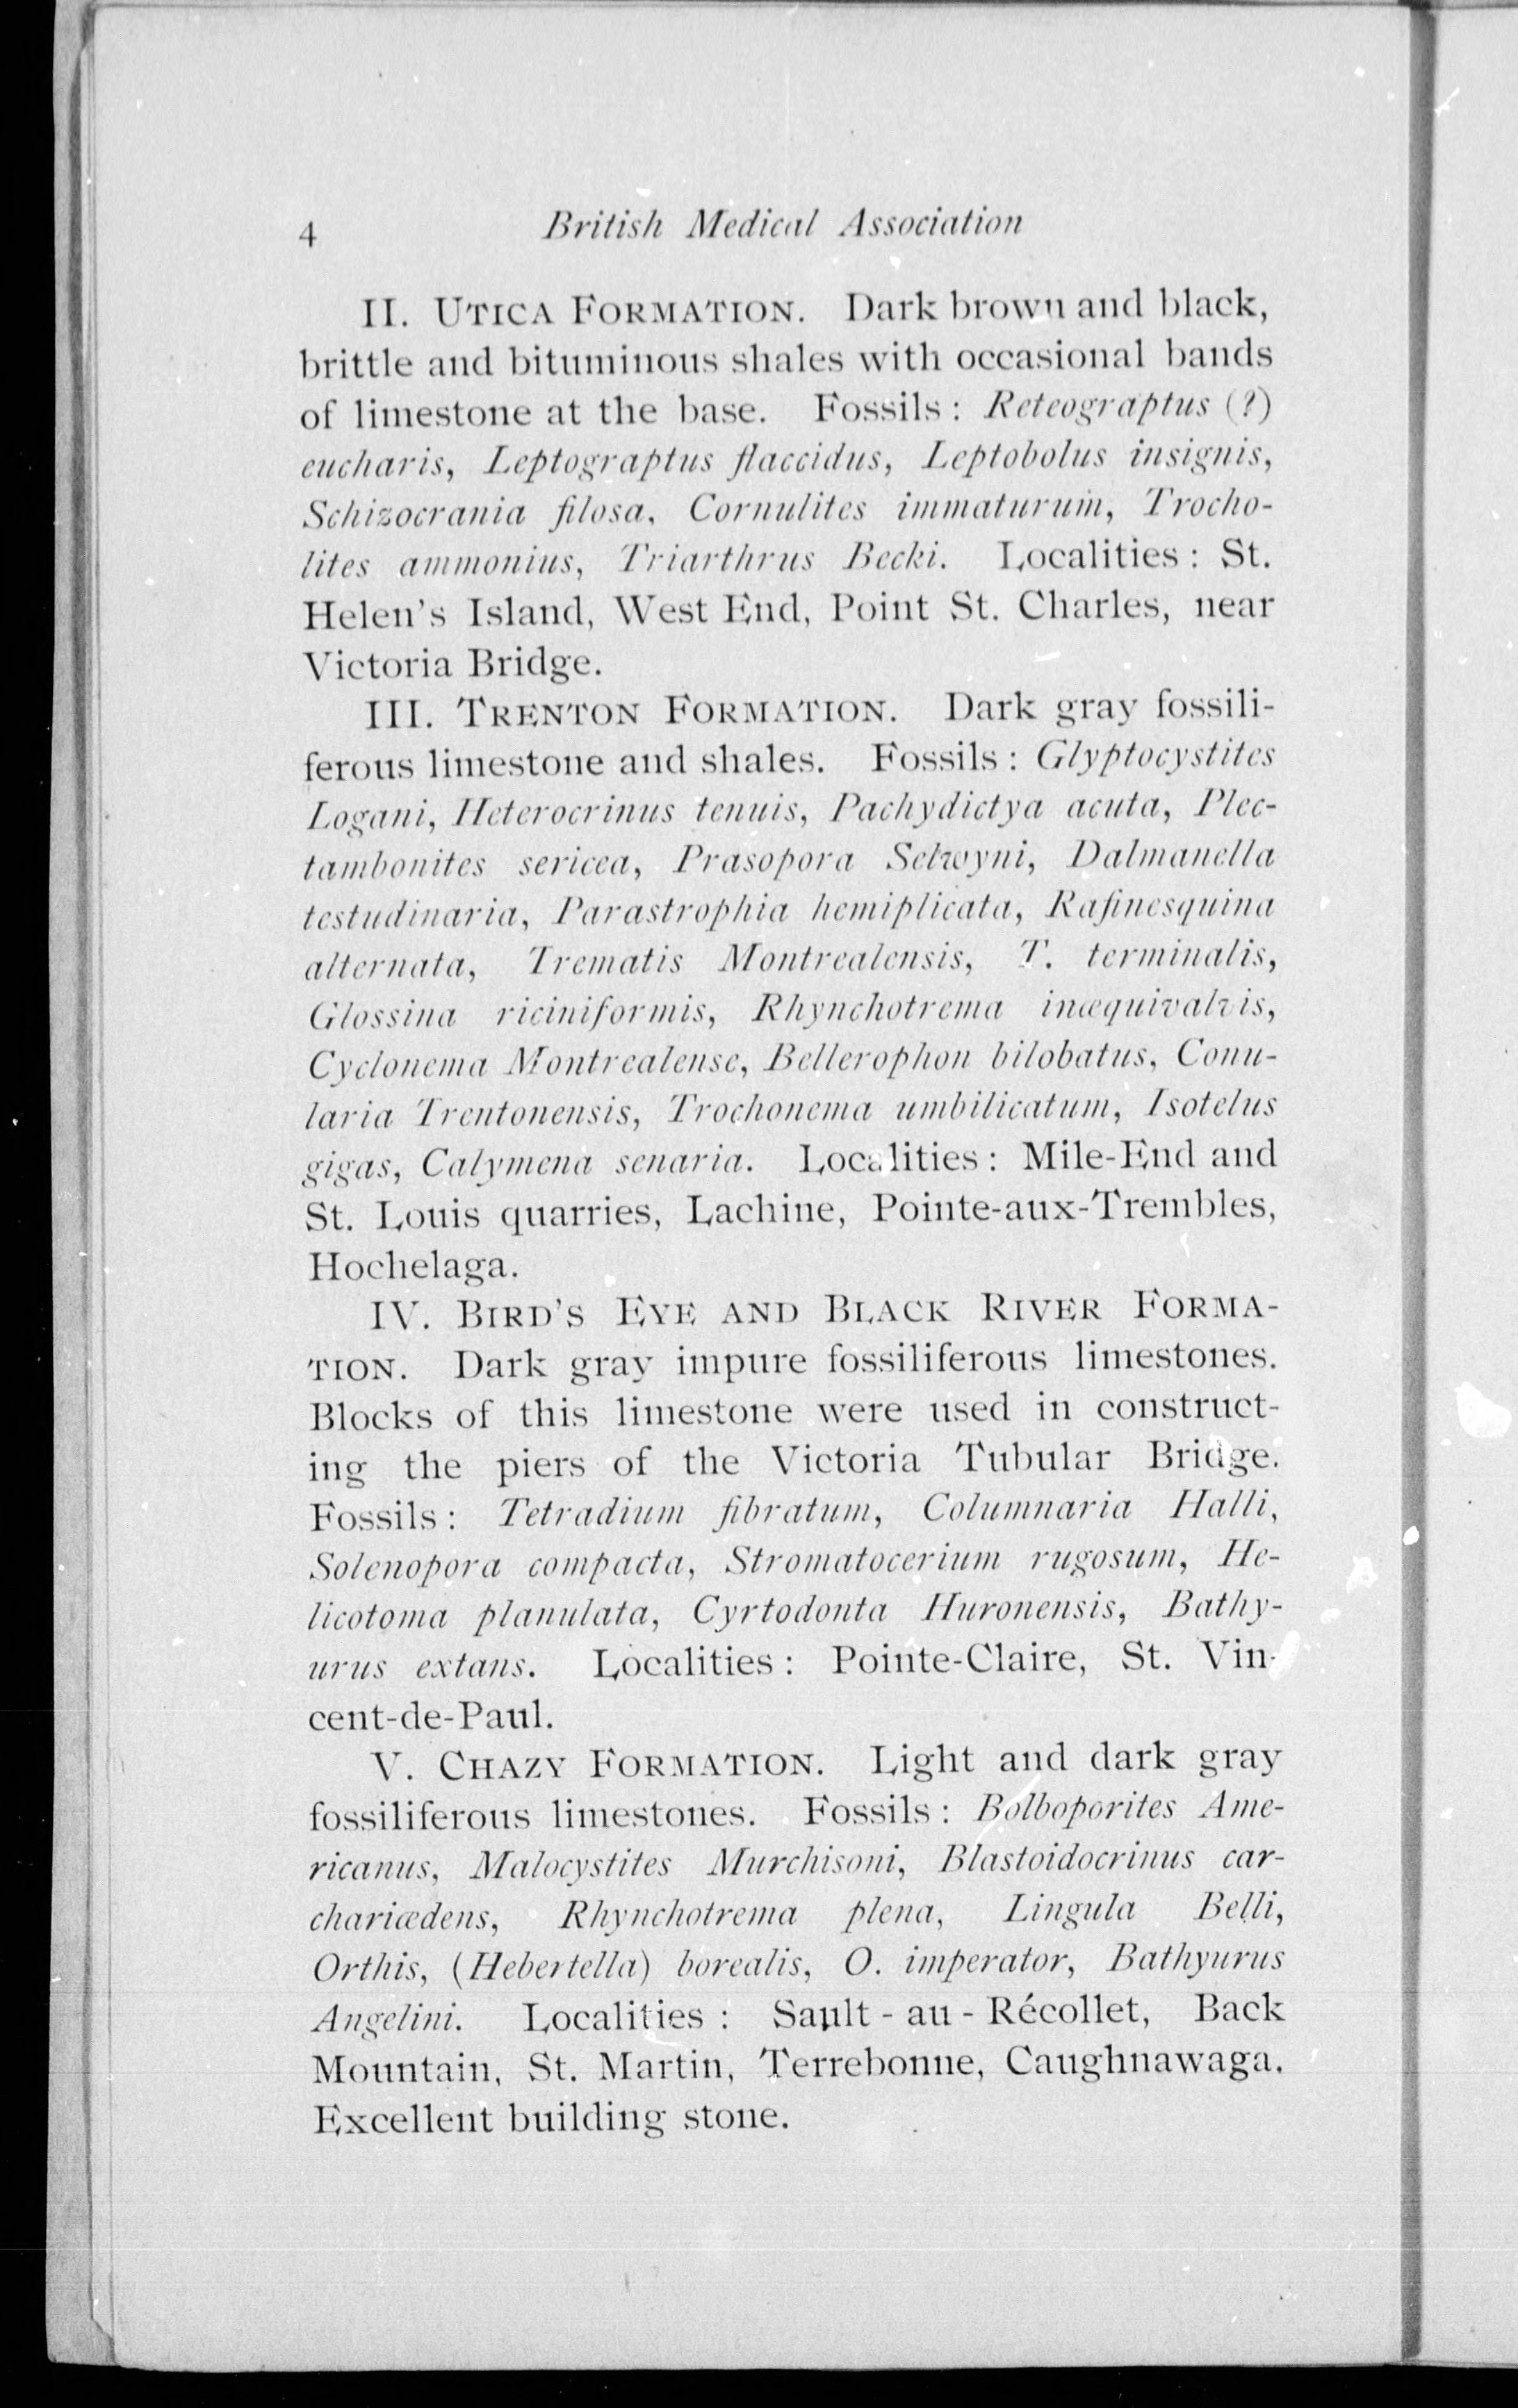 4 British Medical Association
II. UTICA FORMATION. Dark brown and black,
brittle and bituminous shales with occasional bands
of limestone at the base. Fossils : Reteograptus (?)
eucharis, Leptograptus flaccidus, Leptobolus insignis,
Schizocrania filosa, Cornulites immaturum, Trocho-
lites ammonius, Triarthrus Becki. Localities : St.
Helen's Island, West End, Point St. Charles, near
Victoria Bridge.
III. TRENTON FORMATION. Dark gray fossili-
ferous limestone and shales. Fossils : Glyptocystites
Logani, Heterocrinus tenuis, Pachydictya acuta, Plec-
tambonites sericea, Prasopora Selwyni, Dalmanella
testudinaria, Parastrophia hemiplicata, Rafinesquina
alternata, Trematis Montrealensis, T. terminalis,
Glossina riciniformis, Rhynchotrema inæquivalvis,
Cyclonema Montrealense, Bellerophon bilobatus, Conu-
laria Trentonensis, Trochonema umbilicatum, Isotelus
gigas, Calymena senaria. Localities : Mile-End and
St. Louis quarries, Lachine, Pointe-aux-Trembles,
Hochelaga.
IV. BIRD'S EYE AND BLACK RIVER FORMA-
TION. Dark gray impure fossiliferous limestones.
Blocks of this limestone were used in construct-
ing the piers of the Victoria Tubular Bridge.
Fossils : Tetradium fibratum, Columnaria Halli,
Solenopora compacta, Stromatocerium rugosum, He-
licotoma planulata, Cyrtodonta Huronensis, Bathy-
urus extans. Localities : Pointe-Claire, St. Vin-
cent-de-Paul.
V. CHAZY FORMATION. Light and dark gray
fossiliferous limestones. Fossils : Bolboporites Ame-
ricanus, Malocystites Murchisoni, Blastoidocrinus car-
chariædens, Rhynchotrema plena, Lingula Belli,
Orthis, (Hebertella) borealis, O. imperator, Bathyurus
Angelini. Localities : Sault - au - Récollet, Back
Mountain, St. Martin, Terrebonne, Caughnawaga.
Excellent building stone.